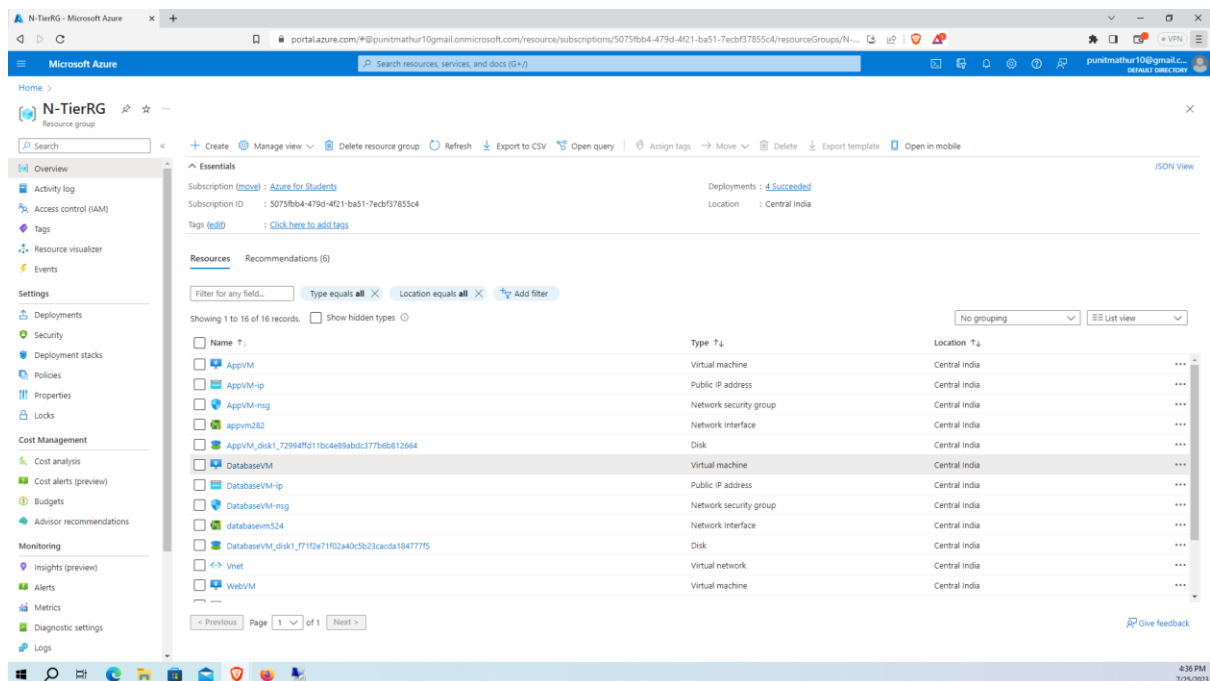 N-TierRG - Microsoft Azure
portal.azure.com/#@punitmathur10gmail.onmicrosoft.com/resource/subscriptions/5075fbb4-479d-4f21-ba51-7ecbf37855c4/resourceGroups/N-...
VPN
Microsoft Azure
Search resources, services, and docs (G+/)
punitmathur10@gmail.c...
DEFAULT DIRECTORY
Home >
N-TierRG
Resource group
Search
+ Create Manage view Delete resource group Refresh Export to CSV Open query Assign tags Move Delete Export template Open in mobile
Overview
Activity log
Access control (IAM)
Tags
Resource visualizer
Events
Settings
Deployments
Security
Deployment stacks
Policies
Properties
Locks
Cost Management
Cost analysis
Cost alerts (preview)
Budgets
Advisor recommendations
Monitoring
Insights (preview)
Alerts
Metrics
Diagnostic settings
Logs
Essentials JSON View
Subscription (move) : Azure for Students Deployments : 4 Succeeded
Subscription ID : 5075fbb4-479d-4f21-ba51-7ecbf37855c4 Location : Central India
Tags (edit) : Click here to add tags
Resources Recommendations (6)
Filter for any field... Type equals all Location equals all Add filter
Showing 1 to 16 of 16 records. Show hidden types No grouping List view
Name Type Location
AppVM Virtual machine Central India
AppVM-ip Public IP address Central India
AppVM-nsg Network security group Central India
appvm282 Network Interface Central India
AppVM_disk1_72994ffd11bc4e89abdc377b6b812664 Disk Central India
DatabaseVM Virtual machine Central India
DatabaseVM-ip Public IP address Central India
DatabaseVM-nsg Network security group Central India
databasevm524 Network Interface Central India
DatabaseVM_disk1_f71f2e71f02a40c5b23cacda184777f5 Disk Central India
Vnet Virtual network Central India
WebVM Virtual machine Central India
< Previous Page 1 of 1 Next >
Give feedback
4:36 PM
7/25/2023